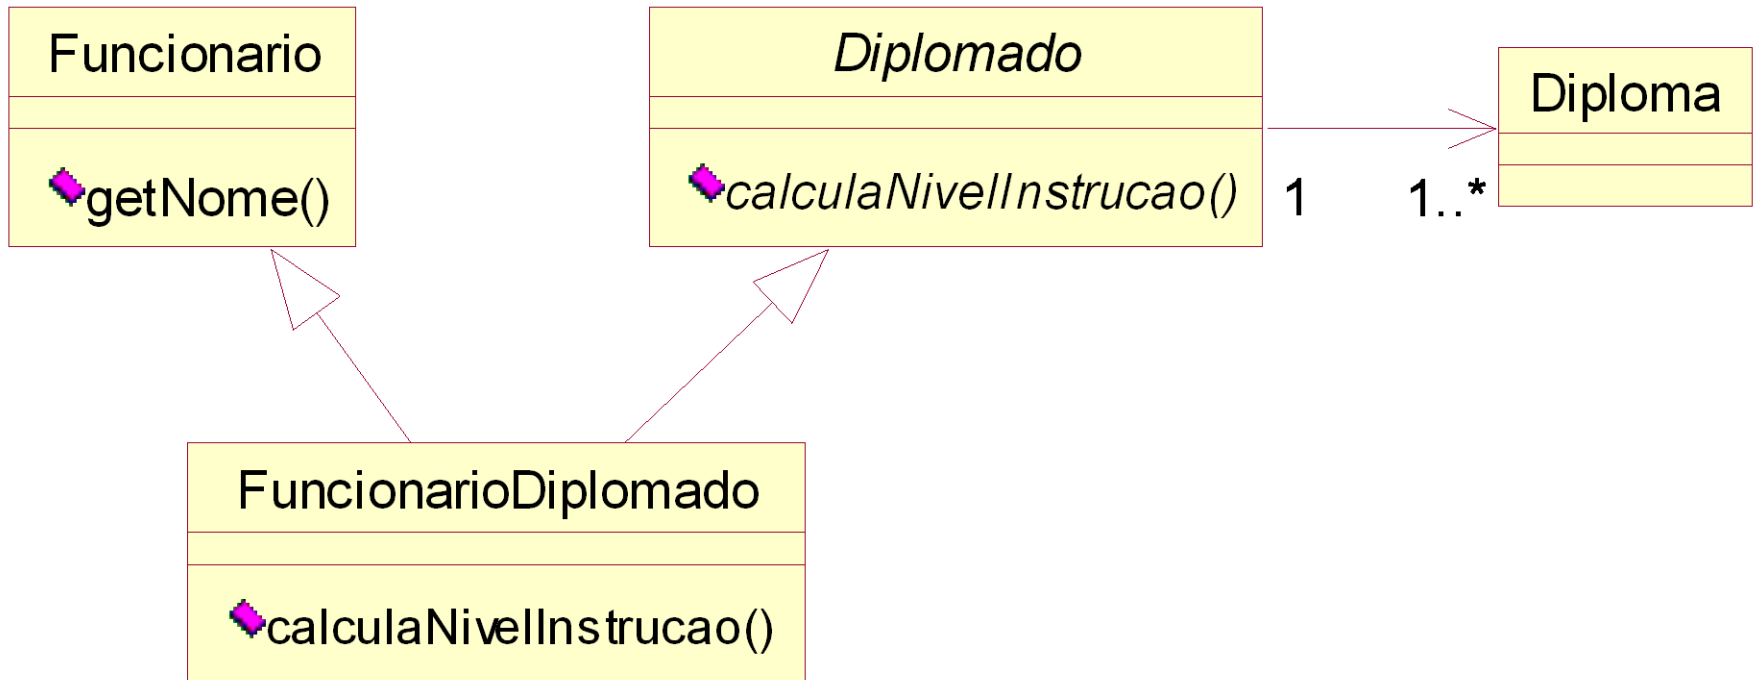 Funcionario
getNome()
Diplomado
calculaNivelInstrucao()
1
1..*
Diploma
FuncionarioDiplomado
calculaNivelInstrucao()